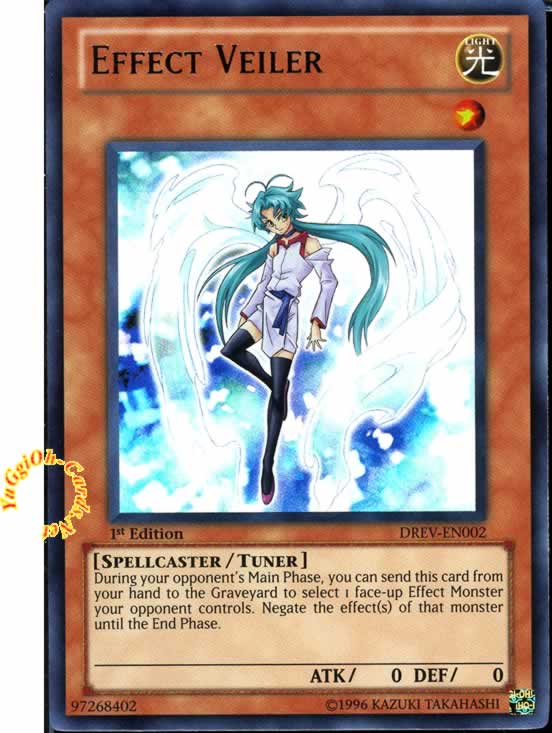 EFFECT VEILER
LIGHT
光
YuGgiOh-Cards.Net
1st Edition
DREV-EN002
[SPELLCASTER / TUNER]
During your opponent's Main Phase, you can send this card from
your hand to the Graveyard to select 1 face-up Effect Monster
your opponent controls. Negate the effect(s) of that monster
until the End Phase.
ATK/ 0 DEF/ 0
97268402
©1996 KAZUKI TAKAHASHI